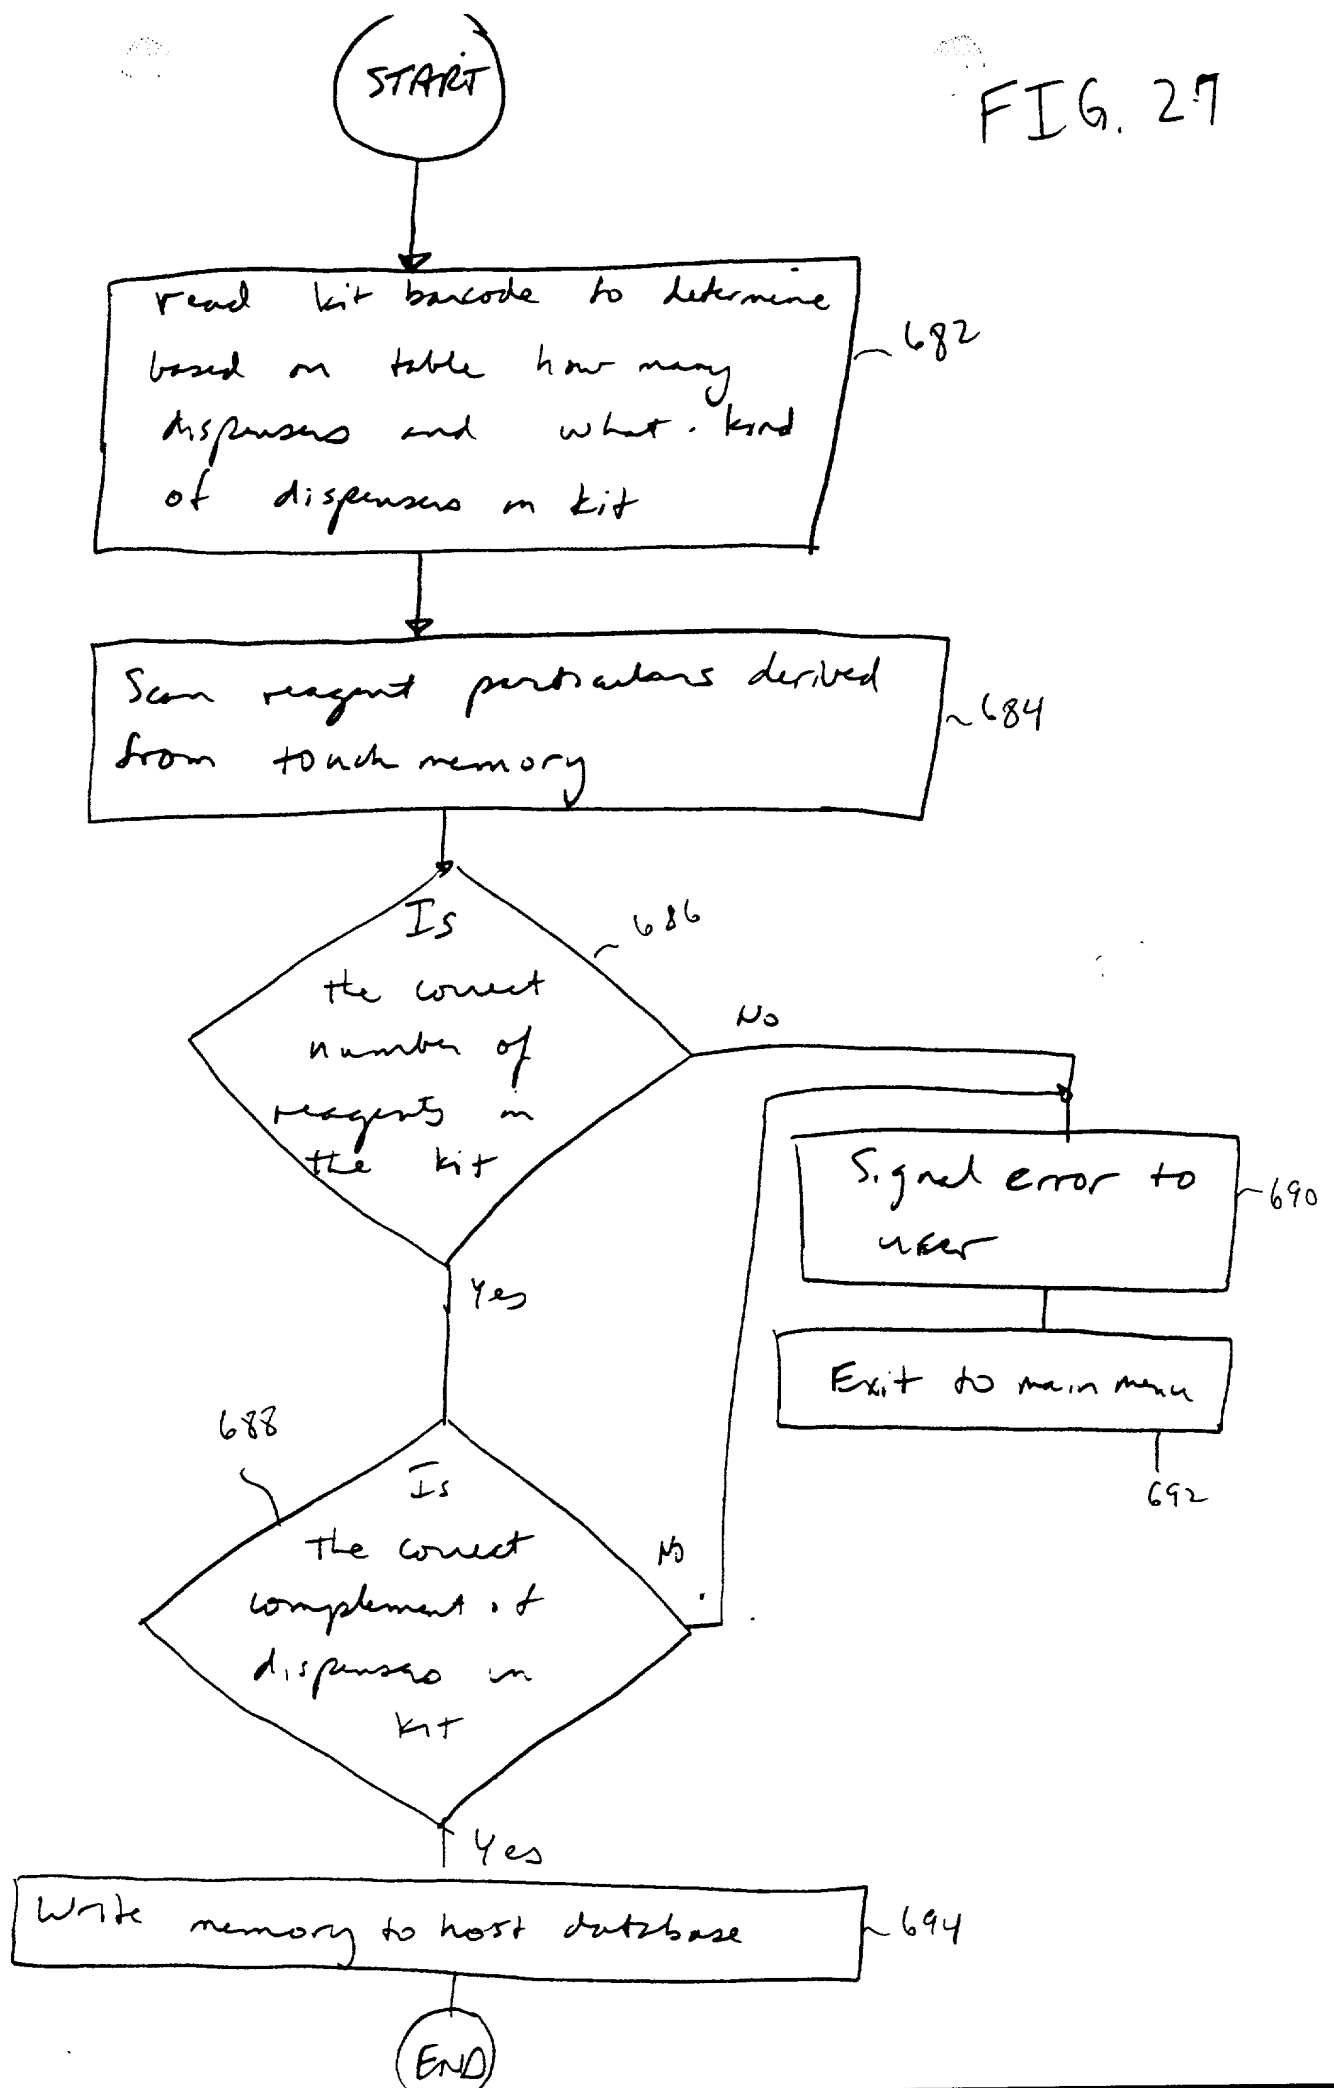 START
FIG. 27
read kit barcode to determine
based on table how many
dispensers and what kind
of dispensers in kit
682
Scan reagent particulars derived
from touch memory
684
Is
the correct
number of
reagents in
the kit
686
No
Yes
Signal error to
user
690
Exit to main menu
692
688
Is
the correct
complement of
dispensers in
kit
No
Yes
Write memory to host database
694
END